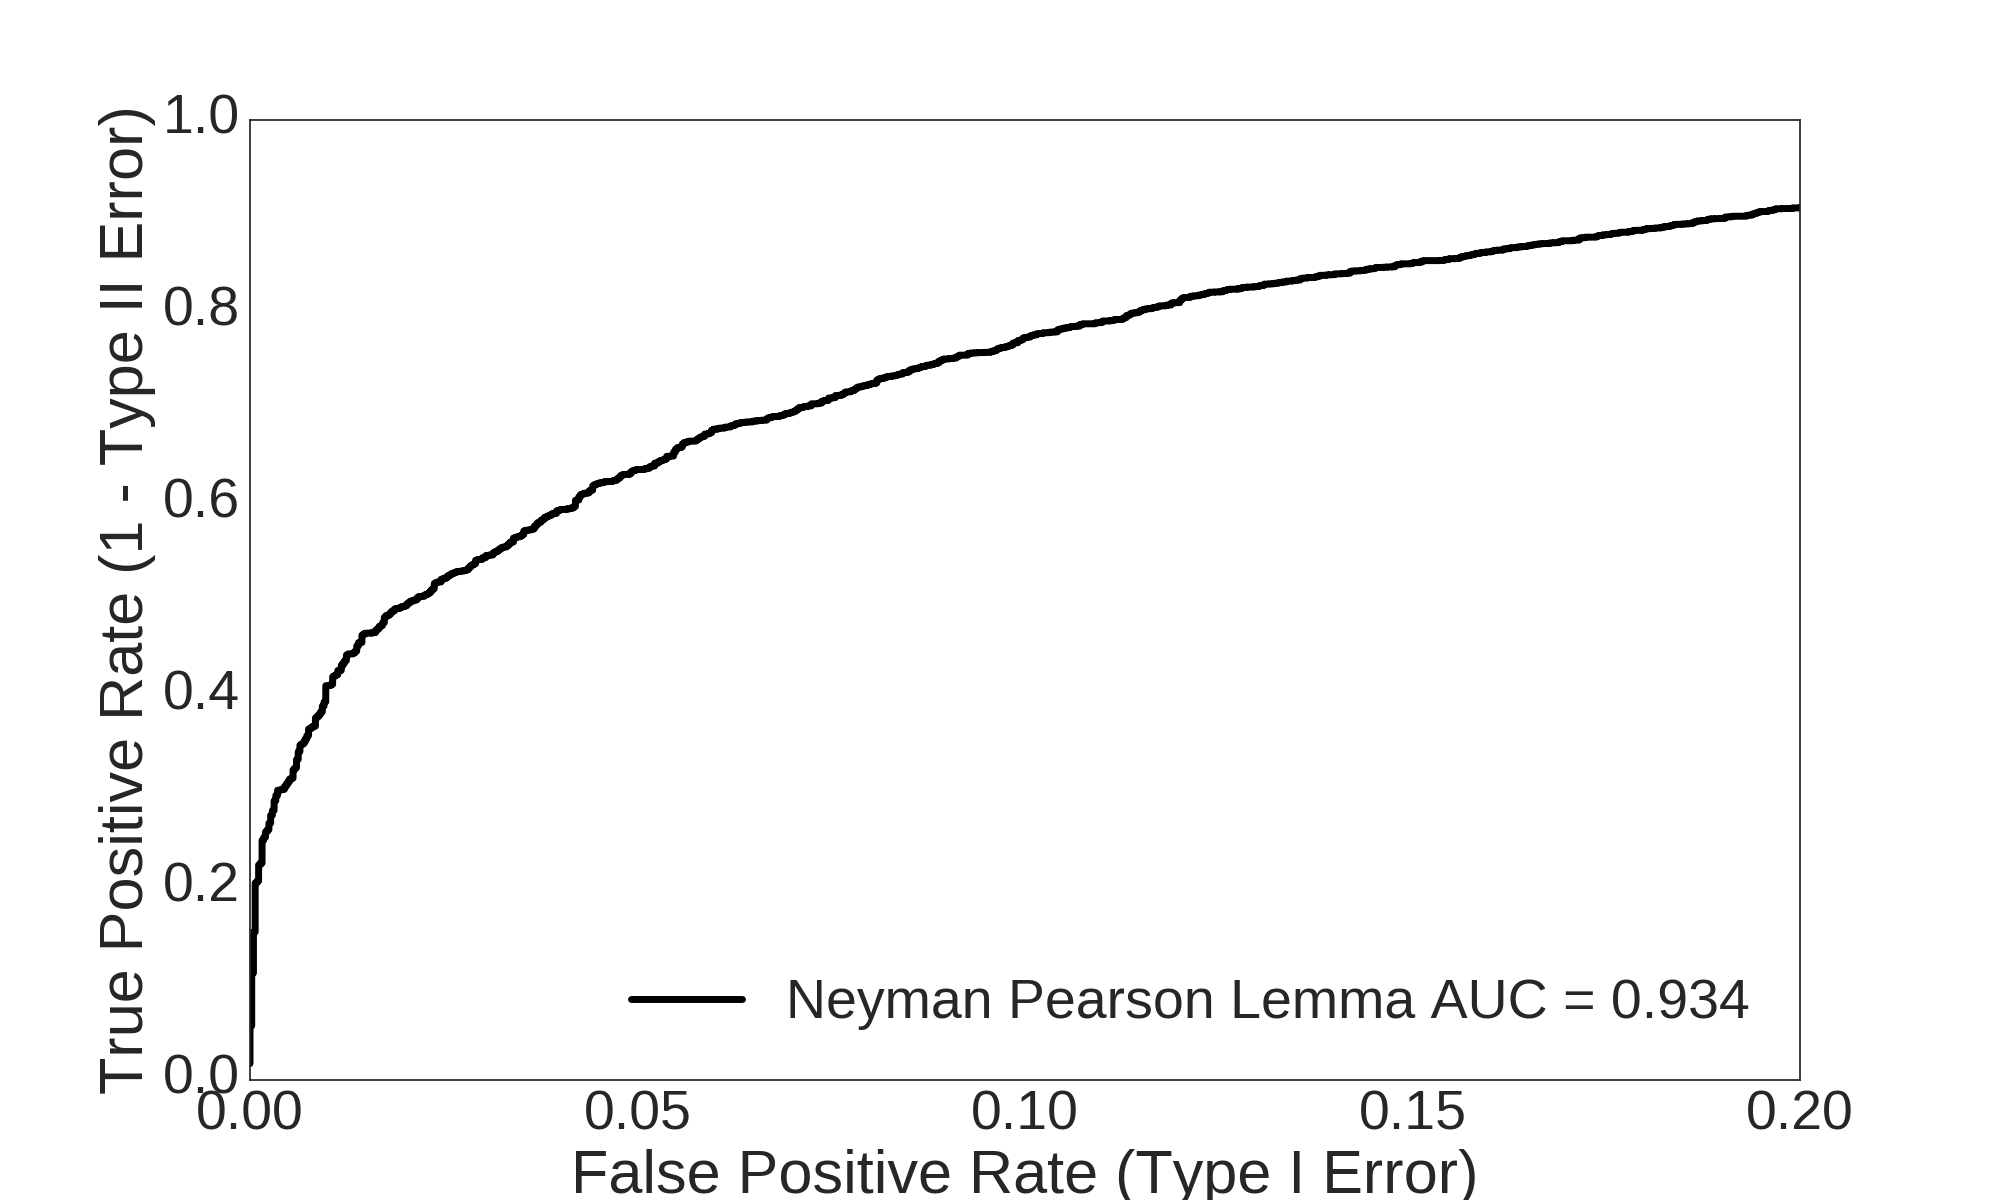 True Positive Rate (1 - Type II Error)
1.0
0.8
0.6
0.4
0.2
0.0
Neyman Pearson Lemma AUC = 0.934
0.00 0.05 0.10 0.15 0.20
False Positive Rate (Type I Error)